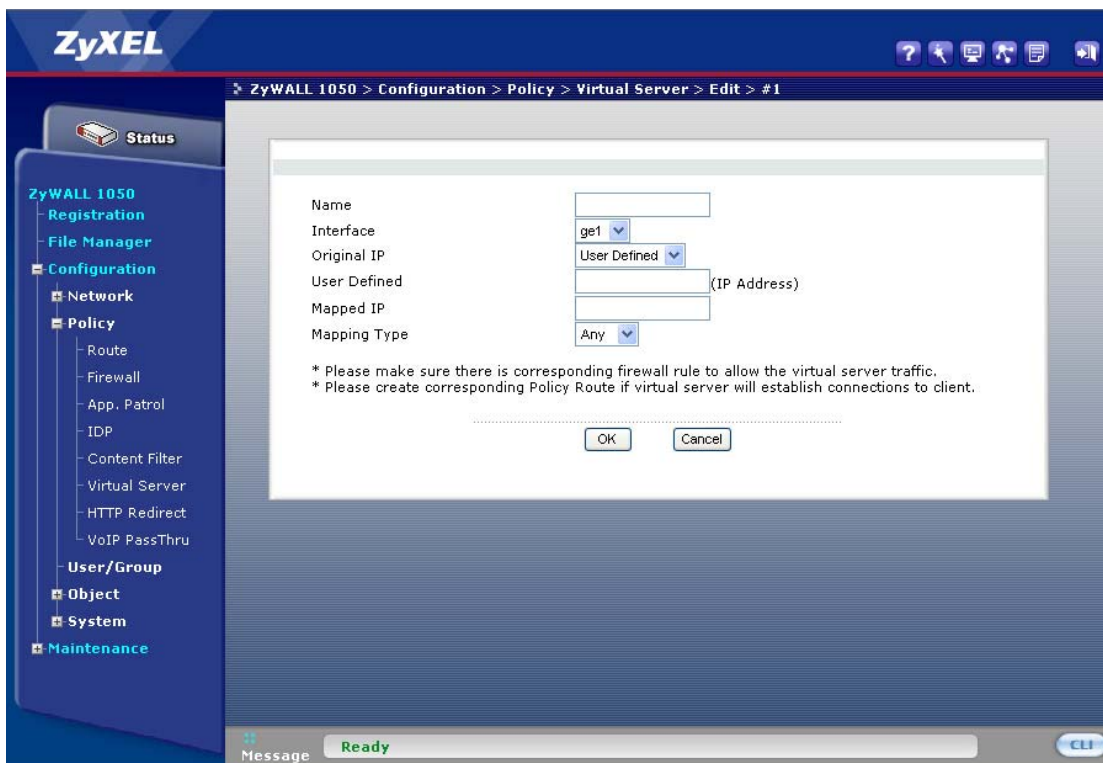 ZyXEL
ZyWALL 1050 > Configuration > Policy > Virtual Server > Edit > #1
Status
ZyWALL 1050
Registration
File Manager
Configuration
Network
Policy
Route
Firewall
App. Patrol
IDP
Content Filter
Virtual Server
HTTP Redirect
VoIP PassThru
User/Group
Object
System
Maintenance
Name
Interface ge1
Original IP User Defined
User Defined (IP Address)
Mapped IP
Mapping Type Any
* Please make sure there is corresponding firewall rule to allow the virtual server traffic.
* Please create corresponding Policy Route if virtual server will establish connections to client.
OK Cancel
Message Ready
CLI